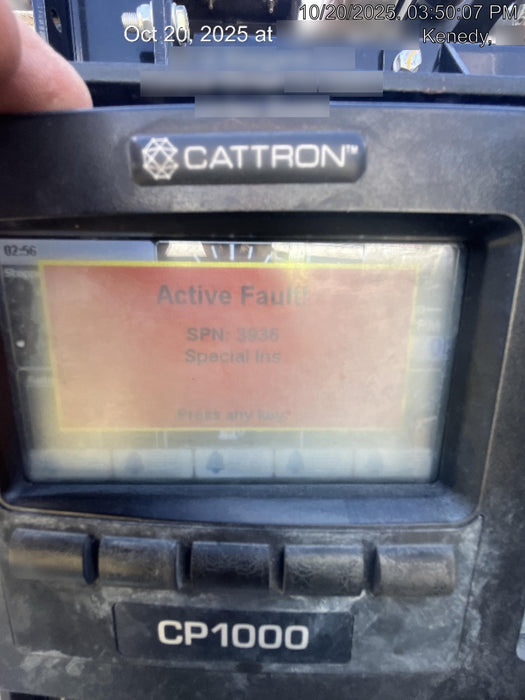 10/20/2025, 03:50:07 PM
Oct 20, 2025 at
Kenedy,
CATTRON™
02:56
Active Fault!
SPN: 3936
Special Ins
Press any key
CP1000